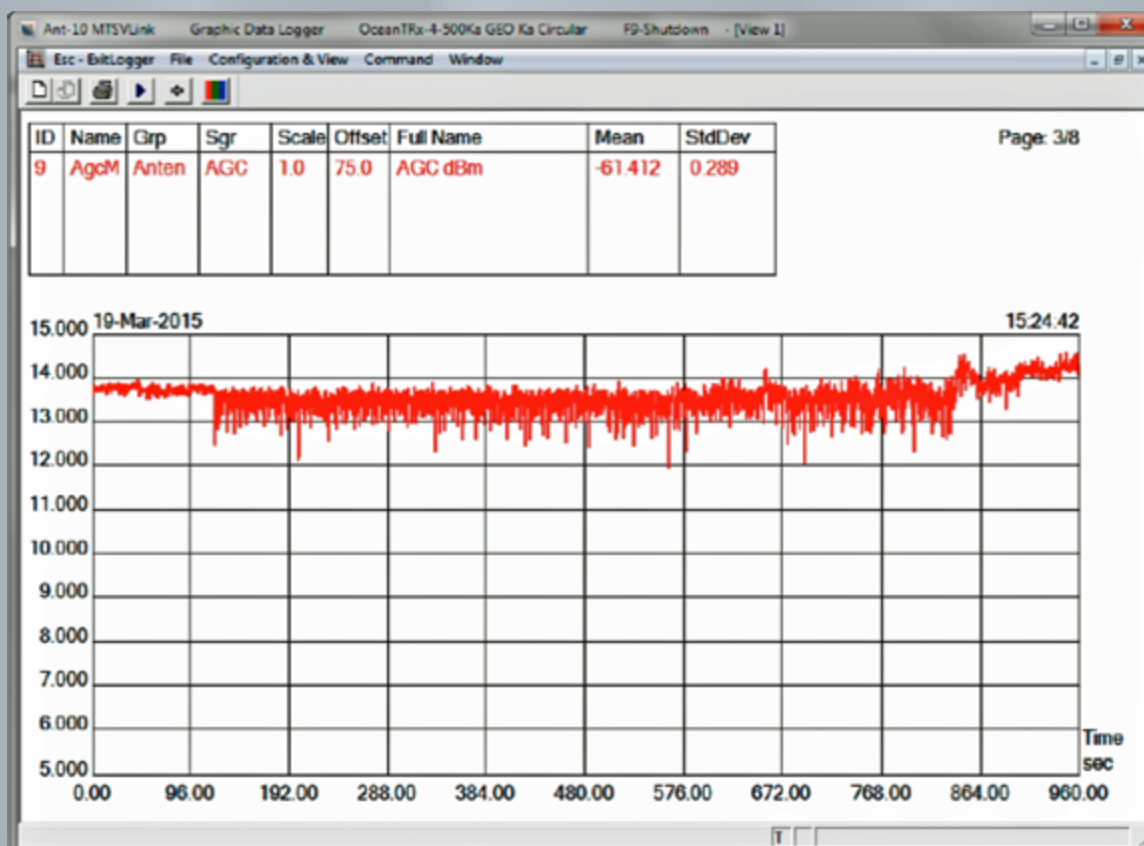 Ant-10 MTSVLink Graphic Data Logger OceanTRx-4-500Ka GEO Ka Circular F9-Shutdown - [View 1]
Esc - ExitLogger File Configuration & View Command Window
ID Name Grp Sgr Scale Offset Full Name Mean StdDev
Page: 3/8
9 AgcM Anten AGC 1.0 75.0 AGC dBm -61.412 0.289
19-Mar-2015 15:24:42
15.000
14.000
13.000
12.000
11.000
10.000
9.000
8.000
7.000
6.000
5.000
Time
sec
0.00 96.00 192.00 288.00 384.00 480.00 576.00 672.00 768.00 864.00 960.00
T